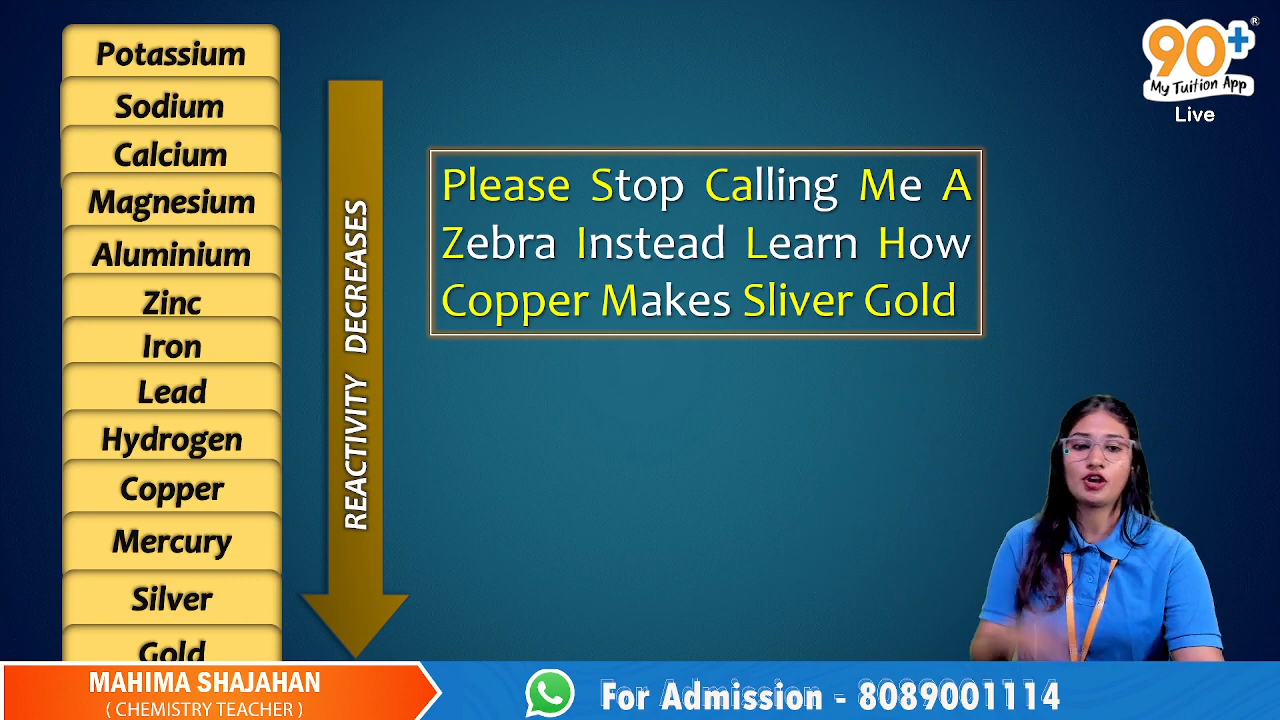 Potassium
Sodium
Calcium
Magnesium
Aluminium
Zinc
Iron
Lead
Hydrogen
Copper
Mercury
Silver
Gold
REACTIVITY DECREASES
Please Stop Calling Me A
Zebra Instead Learn How
Copper Makes Sliver Gold
90+®
My Tuition App
Live
MAHIMA SHAJAHAN
( CHEMISTRY TEACHER )
For Admission - 8089001114